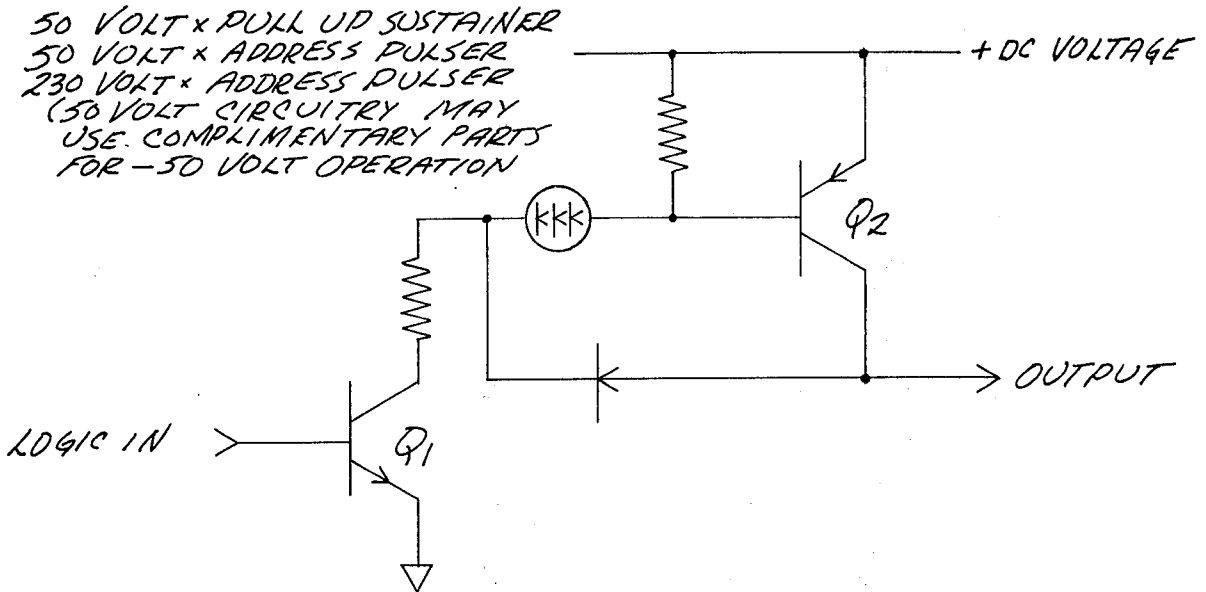 50 VOLT x PULL UP SUSTAINER
50 VOLT x ADDRESS PULSER
230 VOLT x ADDRESS PULSER
(50 VOLT CIRCUITRY MAY
USE. COMPLIMENTARY PARTS
FOR -50 VOLT OPERATION
+ DC VOLTAGE
Q2
OUTPUT
LOGIC IN
Q1